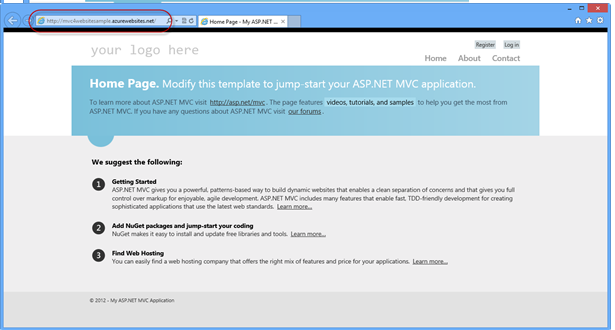 http://mvc4websitesample.azurewebsites.net/
Home Page - My ASP.NET ...
Register Log in
your logo here
Home About Contact
Home Page. Modify this template to jump-start your ASP.NET MVC application.
To learn more about ASP.NET MVC visit http://asp.net/mvc. The page features videos, tutorials, and samples to help you get the most from
ASP.NET MVC. If you have any questions about ASP.NET MVC visit our forums.
We suggest the following:
1 Getting Started
ASP.NET MVC gives you a powerful, patterns-based way to build dynamic websites that enables a clean separation of concerns and that gives you full
control over markup for enjoyable, agile development. ASP.NET MVC includes many features that enable fast, TDD-friendly development for creating
sophisticated applications that use the latest web standards. Learn more...
2 Add NuGet packages and jump-start your coding
NuGet makes it easy to install and update free libraries and tools. Learn more...
3 Find Web Hosting
You can easily find a web hosting company that offers the right mix of features and price for your applications. Learn more...
© 2012 - My ASP.NET MVC Application